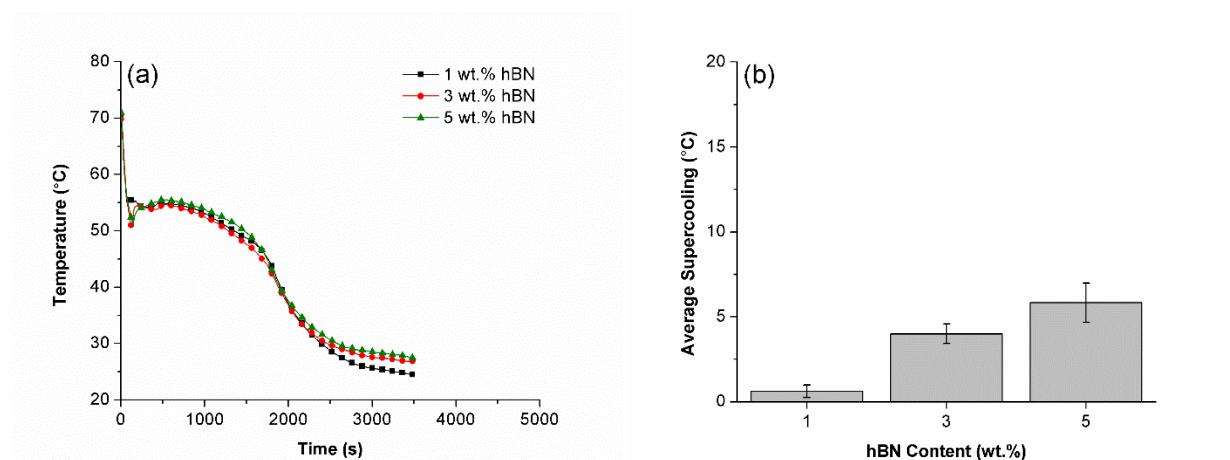 (a)
1 wt.% hBN
3 wt.% hBN
5 wt.% hBN
80
70
60
50
40
30
20
Temperature (°C)
0 1000 2000 3000 4000 5000
Time (s)
(b)
20
15
10
5
0
Average Supercooling (°C)
1 3 5
hBN Content (wt.%)